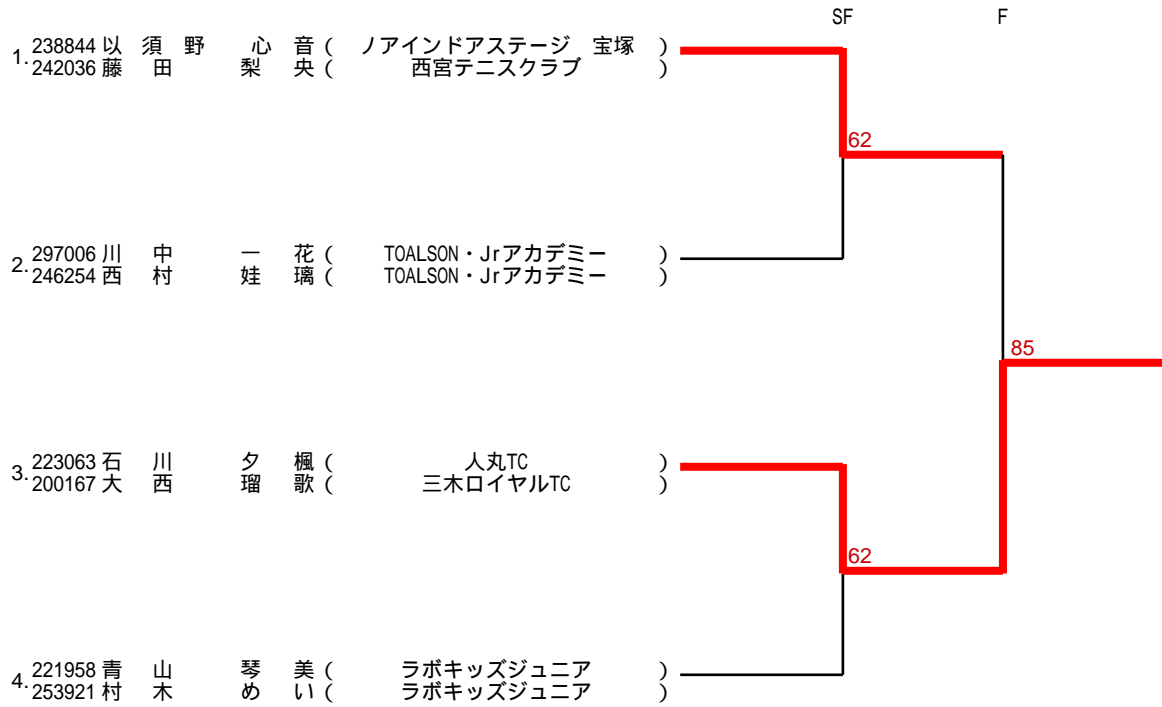 SF F
1. 238844 以 須 野 心 音 ( ノアインドアステージ 宝塚 )
242036 藤 田 梨 央 ( 西宮テニスクラブ )
62
2. 297006 川 中 一 花 ( TOALSON・Jrアカデミー )
246254 西 村 娃 璃 ( TOALSON・Jrアカデミー )
85
3. 223063 石 川 夕 楓 ( 人丸TC )
200167 大 西 瑠 歌 ( 三木ロイヤルTC )
62
4. 221958 青 山 琴 美 ( ラボキッズジュニア )
253921 村 木 め い ( ラボキッズジュニア )